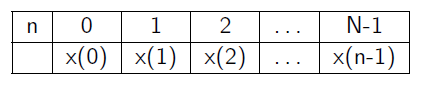 n 0 1 2 ... N-1
x(0) x(1) x(2) ... x(n-1)